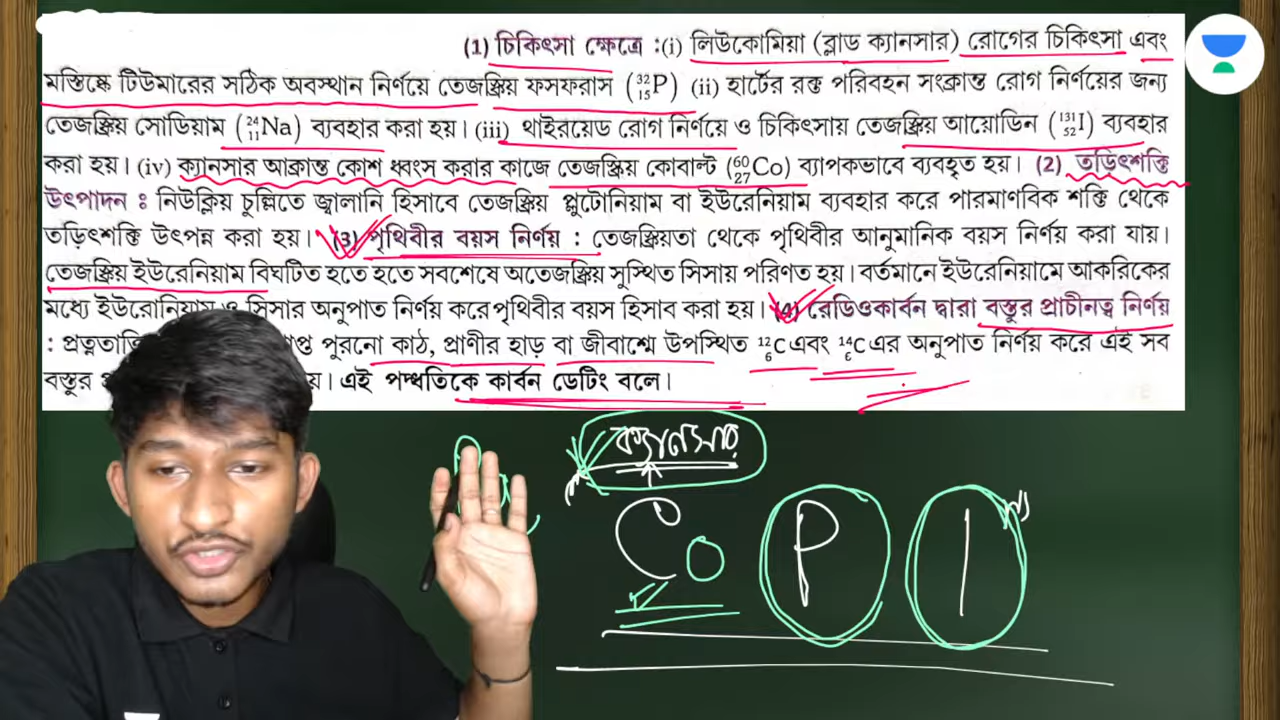 (1) চিকিৎসা ক্ষেত্রে : (i) লিউকোমিয়া (ব্লাড ক্যানসার) রোগের চিকিৎসা এবং
মস্তিষ্কে টিউমারের সঠিক অবস্থান নির্ণয়ে তেজস্ক্রিয় ফসফরাস (³²₁₅P) (ii) হার্টের রক্ত পরিবহন সংক্রান্ত রোগ নির্ণয়ের জন্য
তেজস্ক্রিয় সোডিয়াম (²⁴₁₁Na) ব্যবহার করা হয়। (iii) থাইরয়েড রোগ নির্ণয়ে ও চিকিৎসায় তেজস্ক্রিয় আয়োডিন (¹³¹₅₂I) ব্যবহার
করা হয়। (iv) ক্যানসার আক্রান্ত কোশ ধ্বংস করার কাজে তেজস্ক্রিয় কোবাল্ট (⁶⁰₂₇Co) ব্যাপকভাবে ব্যবহৃত হয়। (2) তড়িৎশক্তি
উৎপাদন : নিউক্লিয় চুল্লিতে জ্বালানি হিসাবে তেজস্ক্রিয় প্লুটোনিয়াম বা ইউরেনিয়াম ব্যবহার করে পারমাণবিক শক্তি থেকে
তড়িৎশক্তি উৎপন্ন করা হয়। (3) পৃথিবীর বয়স নির্ণয় : তেজস্ক্রিয়তা থেকে পৃথিবীর আনুমানিক বয়স নির্ণয় করা যায়।
তেজস্ক্রিয় ইউরেনিয়াম বিঘটিত হতে হতে সবশেষে অতেজস্ক্রিয় সুস্থিত সিসায় পরিণত হয়। বর্তমানে ইউরেনিয়ামে আকরিকের
মধ্যে ইউরোনিয়াম ও সিসার অনুপাত নির্ণয় করে পৃথিবীর বয়স হিসাব করা হয়। রেডিওকার্বন দ্বারা বস্তুর প্রাচীনত্ব নির্ণয়
: পুরনো কাঠ, প্রাণীর হাড় বা জীবাশ্মে উপস্থিত ¹²₆C এবং ¹⁴₆C এর অনুপাত নির্ণয় করে এই সব
বস্তুর এই পদ্ধতিকে কার্বন ডেটিং বলে।
ক্যানসার
Co P I